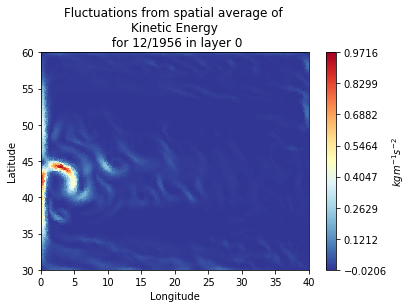 Fluctuations from spatial average of
Kinetic Energy
for 12/1956 in layer 0
60
55
50
45
40
35
30
Latitude
0 5 10 15 20 25 30 35 40
Longitude
0.9716
0.8299
0.6882
0.5464
0.4047
0.2629
0.1212
−0.0206
kgm⁻¹s⁻²